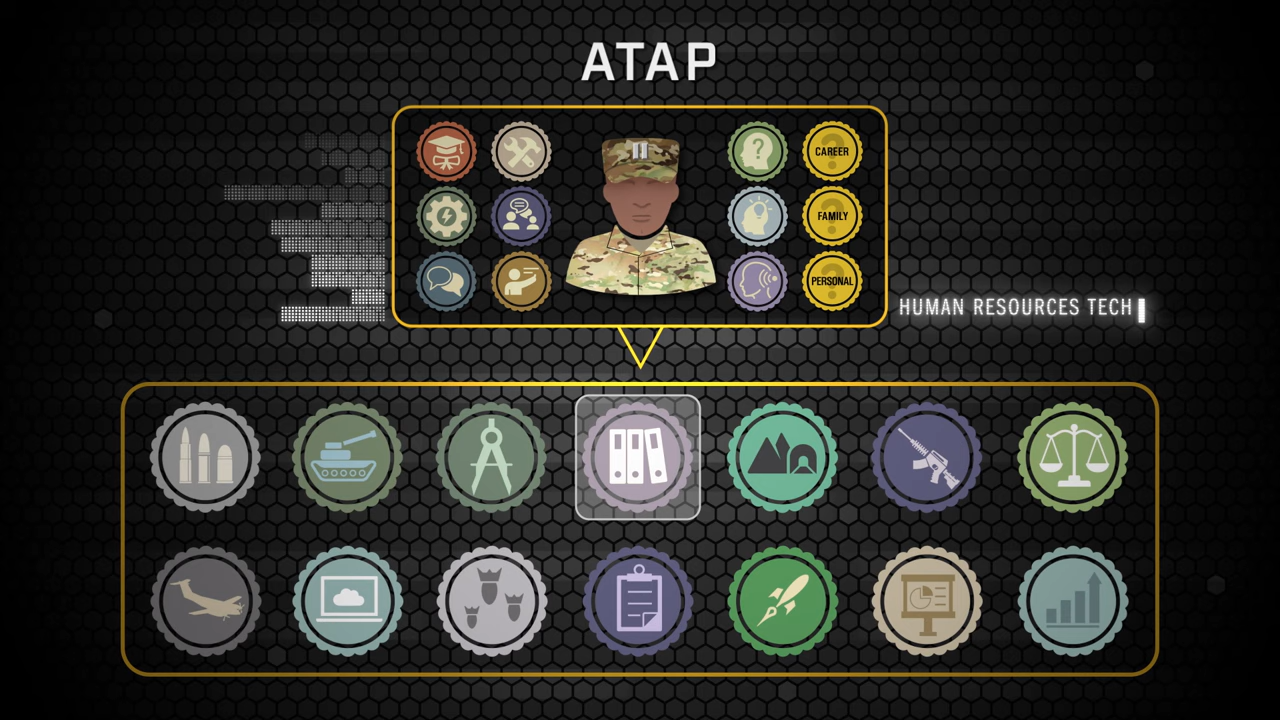 ATAP
CAREER
FAMILY
PERSONAL
HUMAN RESOURCES TECH